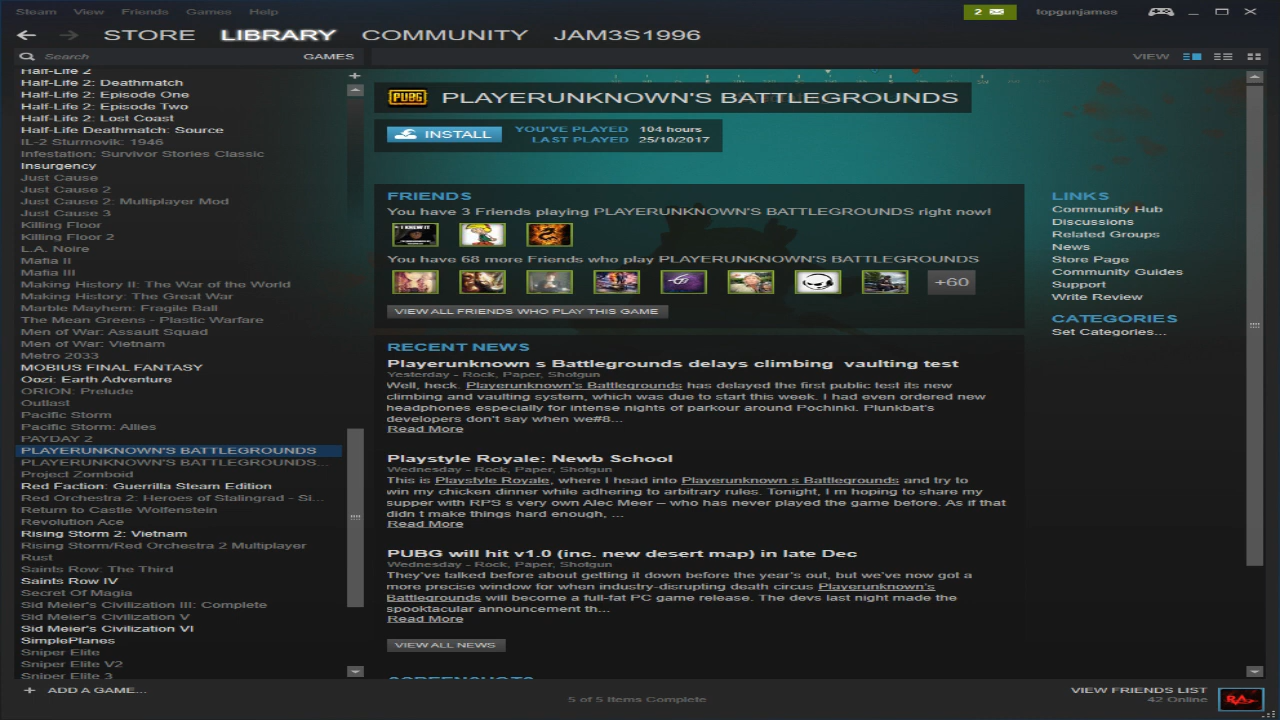 Steam View Friends Games Help
2
topgunjames
STORE LIBRARY COMMUNITY JAM3S1996
Search GAMES
VIEW
Half-Life 2
Half-Life 2: Deathmatch
Half-Life 2: Episode One
Half-Life 2: Episode Two
Half-Life 2: Lost Coast
Half-Life Deathmatch: Source
IL-2 Sturmovik: 1946
Infestation: Survivor Stories Classic
Insurgency
Just Cause
Just Cause 2
Just Cause 2: Multiplayer Mod
Just Cause 3
Killing Floor
Killing Floor 2
L.A. Noire
Mafia II
Mafia III
Making History II: The War of the World
Making History: The Great War
Marble Mayhem: Fragile Ball
The Mean Greens - Plastic Warfare
Men of War: Assault Squad
Men of War: Vietnam
Metro 2033
MOBIUS FINAL FANTASY
Oozi: Earth Adventure
ORION: Prelude
Outlast
Pacific Storm
Pacific Storm: Allies
PAYDAY 2
PLAYERUNKNOWN'S BATTLEGROUNDS
PLAYERUNKNOWN'S BATTLEGROUNDS...
Project Zomboid
Red Faction: Guerrilla Steam Edition
Red Orchestra 2: Heroes of Stalingrad - Si...
Return to Castle Wolfenstein
Revolution Ace
Rising Storm 2: Vietnam
Rising Storm/Red Orchestra 2 Multiplayer
Rust
Saints Row: The Third
Saints Row IV
Secret Of Magia
Sid Meier's Civilization III: Complete
Sid Meier's Civilization V
Sid Meier's Civilization VI
SimplePlanes
Sniper Elite
Sniper Elite V2
Sniper Elite 3
PUBG PLAYERUNKNOWN'S BATTLEGROUNDS
INSTALL
YOU'VE PLAYED 104 hours
LAST PLAYED 25/10/2017
FRIENDS
You have 3 Friends playing PLAYERUNKNOWN'S BATTLEGROUNDS right now!
I KNEW IT
You have 68 more Friends who play PLAYERUNKNOWN'S BATTLEGROUNDS
+60
VIEW ALL FRIENDS WHO PLAY THIS GAME
RECENT NEWS
Playerunknown s Battlegrounds delays climbing vaulting test
Yesterday - Rock, Paper, Shotgun
Well, heck. Playerunknown's Battlegrounds has delayed the first public test its new
climbing and vaulting system, which was due to start this week. I had even ordered new
headphones especially for intense nights of parkour around Pochinki. Plunkbat's
developers don't say when we#8...
Read More
Playstyle Royale: Newb School
Wednesday - Rock, Paper, Shotgun
This is Playstyle Royale, where I head into Playerunknown s Battlegrounds and try to
win my chicken dinner while adhering to arbitrary rules. Tonight, I m hoping to share my
supper with RPS s very own Alec Meer – who has never played the game before. As if that
didn t make things hard enough, ...
Read More
PUBG will hit v1.0 (inc. new desert map) in late Dec
Wednesday - Rock, Paper, Shotgun
They've talked before about getting it down before the year's out, but we've now got a
more precise window for when industry-disrupting death circus Playerunknown's
Battlegrounds will become a full-fat PC game release. The devs last night made the
spooktacular announcement th...
Read More
VIEW ALL NEWS
SCREENSHOTS
LINKS
Community Hub
Discussions
Related Groups
News
Store Page
Community Guides
Support
Write Review
CATEGORIES
Set Categories...
+ ADD A GAME...
5 of 5 Items Complete
VIEW FRIENDS LIST
42 Online
RA